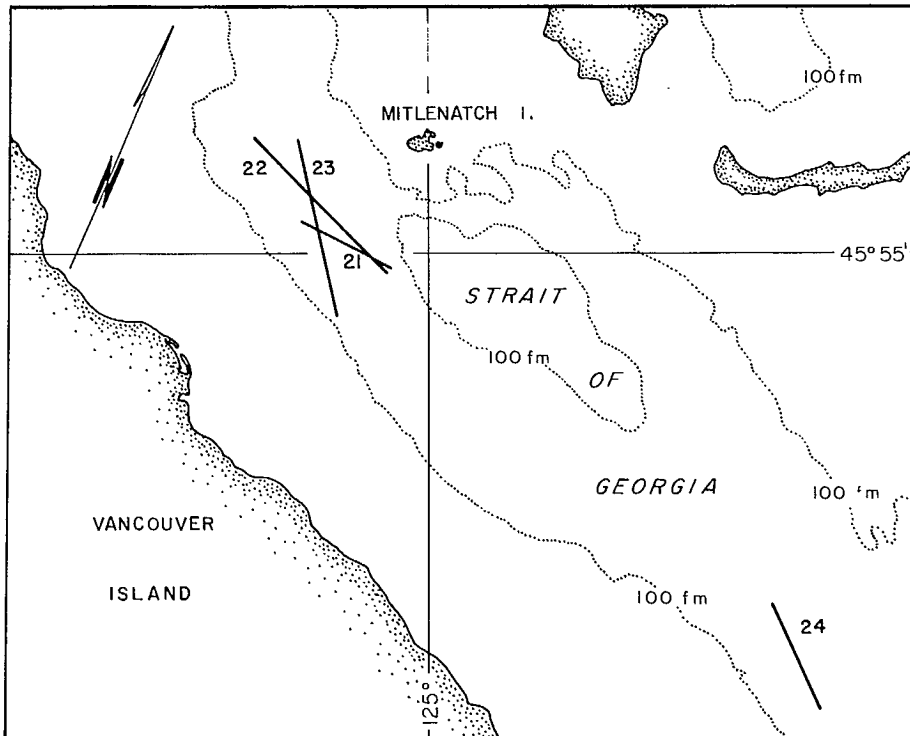 100 fm
MITLENATCH I.
22
23
21
45° 55'
STRAIT
100 fm
OF
GEORGIA
100 fm
VANCOUVER
ISLAND
100 fm
24
125°